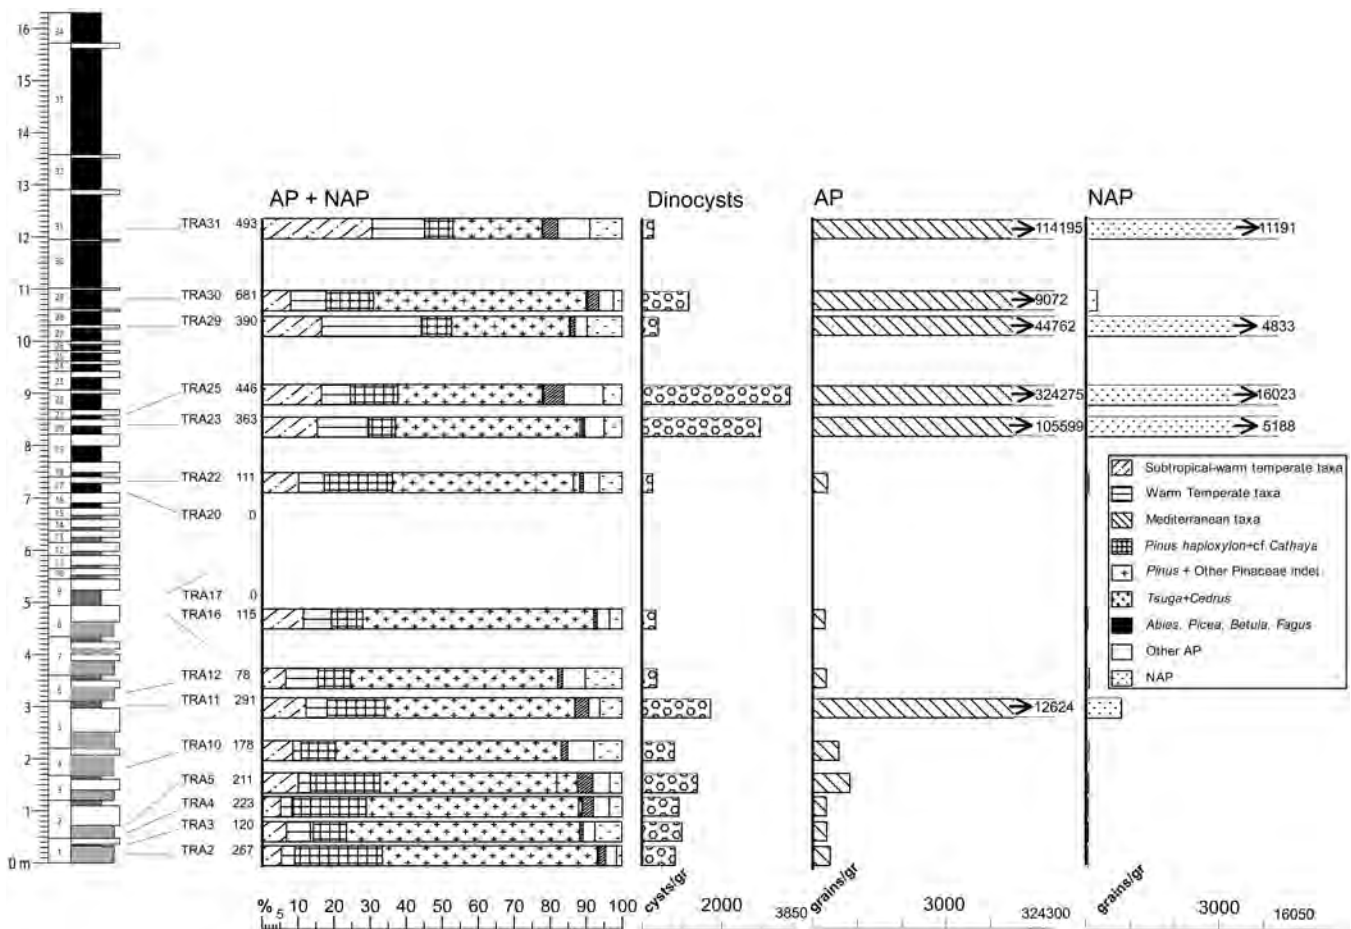 AP + NAP
Dinocysts
AP
NAP
16
15
14
13
12
11
10
9
8
7
6
5
4
3
2
1
0 m
34
33
32
31
30
TRA31 493
TRA30 681
TRA29 390
TRA25 446
TRA23 363
TRA22 111
TRA20 0
TRA17 0
TRA16 115
TRA12 78
TRA11 291
TRA10 178
TRA5 211
TRA4 223
TRA3 120
TRA2 267
114195
9072
44762
324275
105599
12624
11191
4833
16023
5188
Subtropical-warm temperate taxa
Warm Temperate taxa
Mediterranean taxa
Pinus haploxylon+cf. Cathaya
Pinus + Other Pinaceae indet.
Tsuga+Cedrus
Abies, Picea, Betula, Fagus
Other AP
NAP
% 5 10 20 30 40 50 60 70 80 90 100
cysts/gr 2000 3850
grains/gr 3000 324300
grains/gr 3000 16050